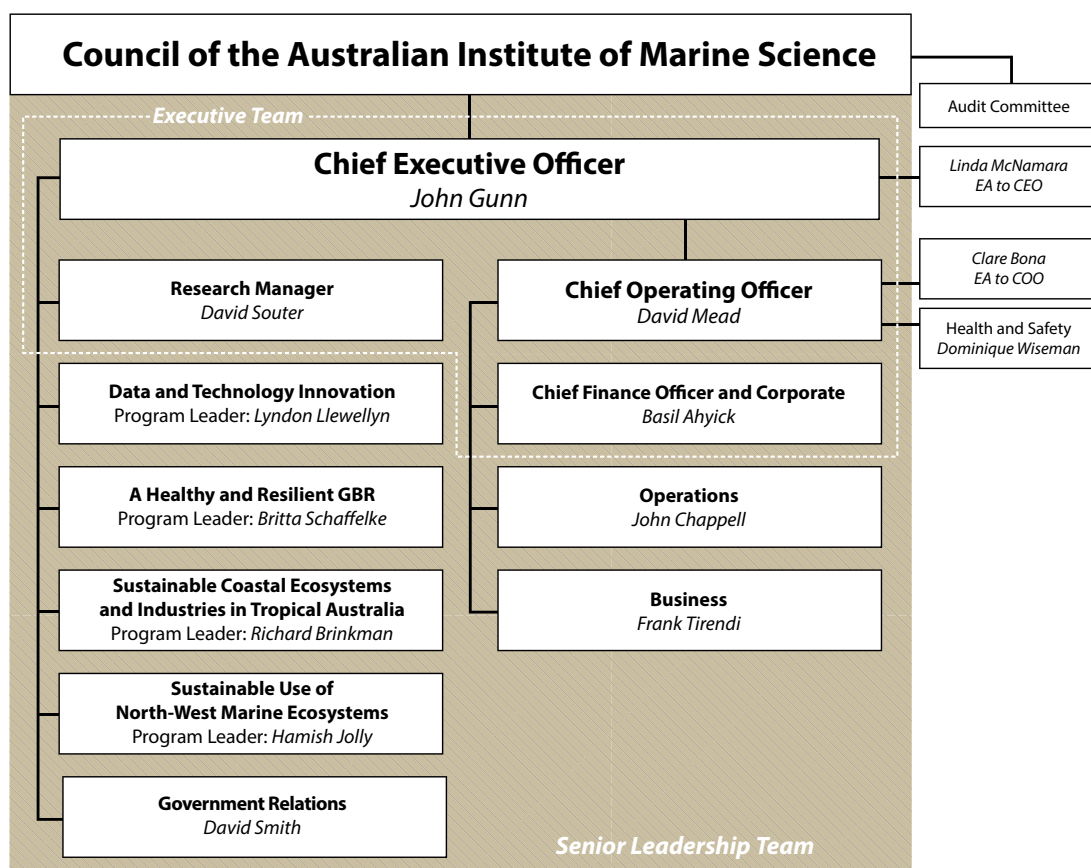 Council of the Australian Institute of Marine Science
Audit Committee
Executive Team
Chief Executive Officer
John Gunn
Linda McNamara
EA to CEO
Research Manager
David Souter
Chief Operating Officer
David Mead
Clare Bona
EA to COO
Health and Safety
Dominique Wiseman
Data and Technology Innovation
Program Leader: Lyndon Llewellyn
Chief Finance Officer and Corporate
Basil Ahyick
A Healthy and Resilient GBR
Program Leader: Britta Schaffelke
Operations
John Chappell
Sustainable Coastal Ecosystems
and Industries in Tropical Australia
Program Leader: Richard Brinkman
Business
Frank Tirendi
Sustainable Use of
North-West Marine Ecosystems
Program Leader: Hamish Jolly
Government Relations
David Smith
Senior Leadership Team